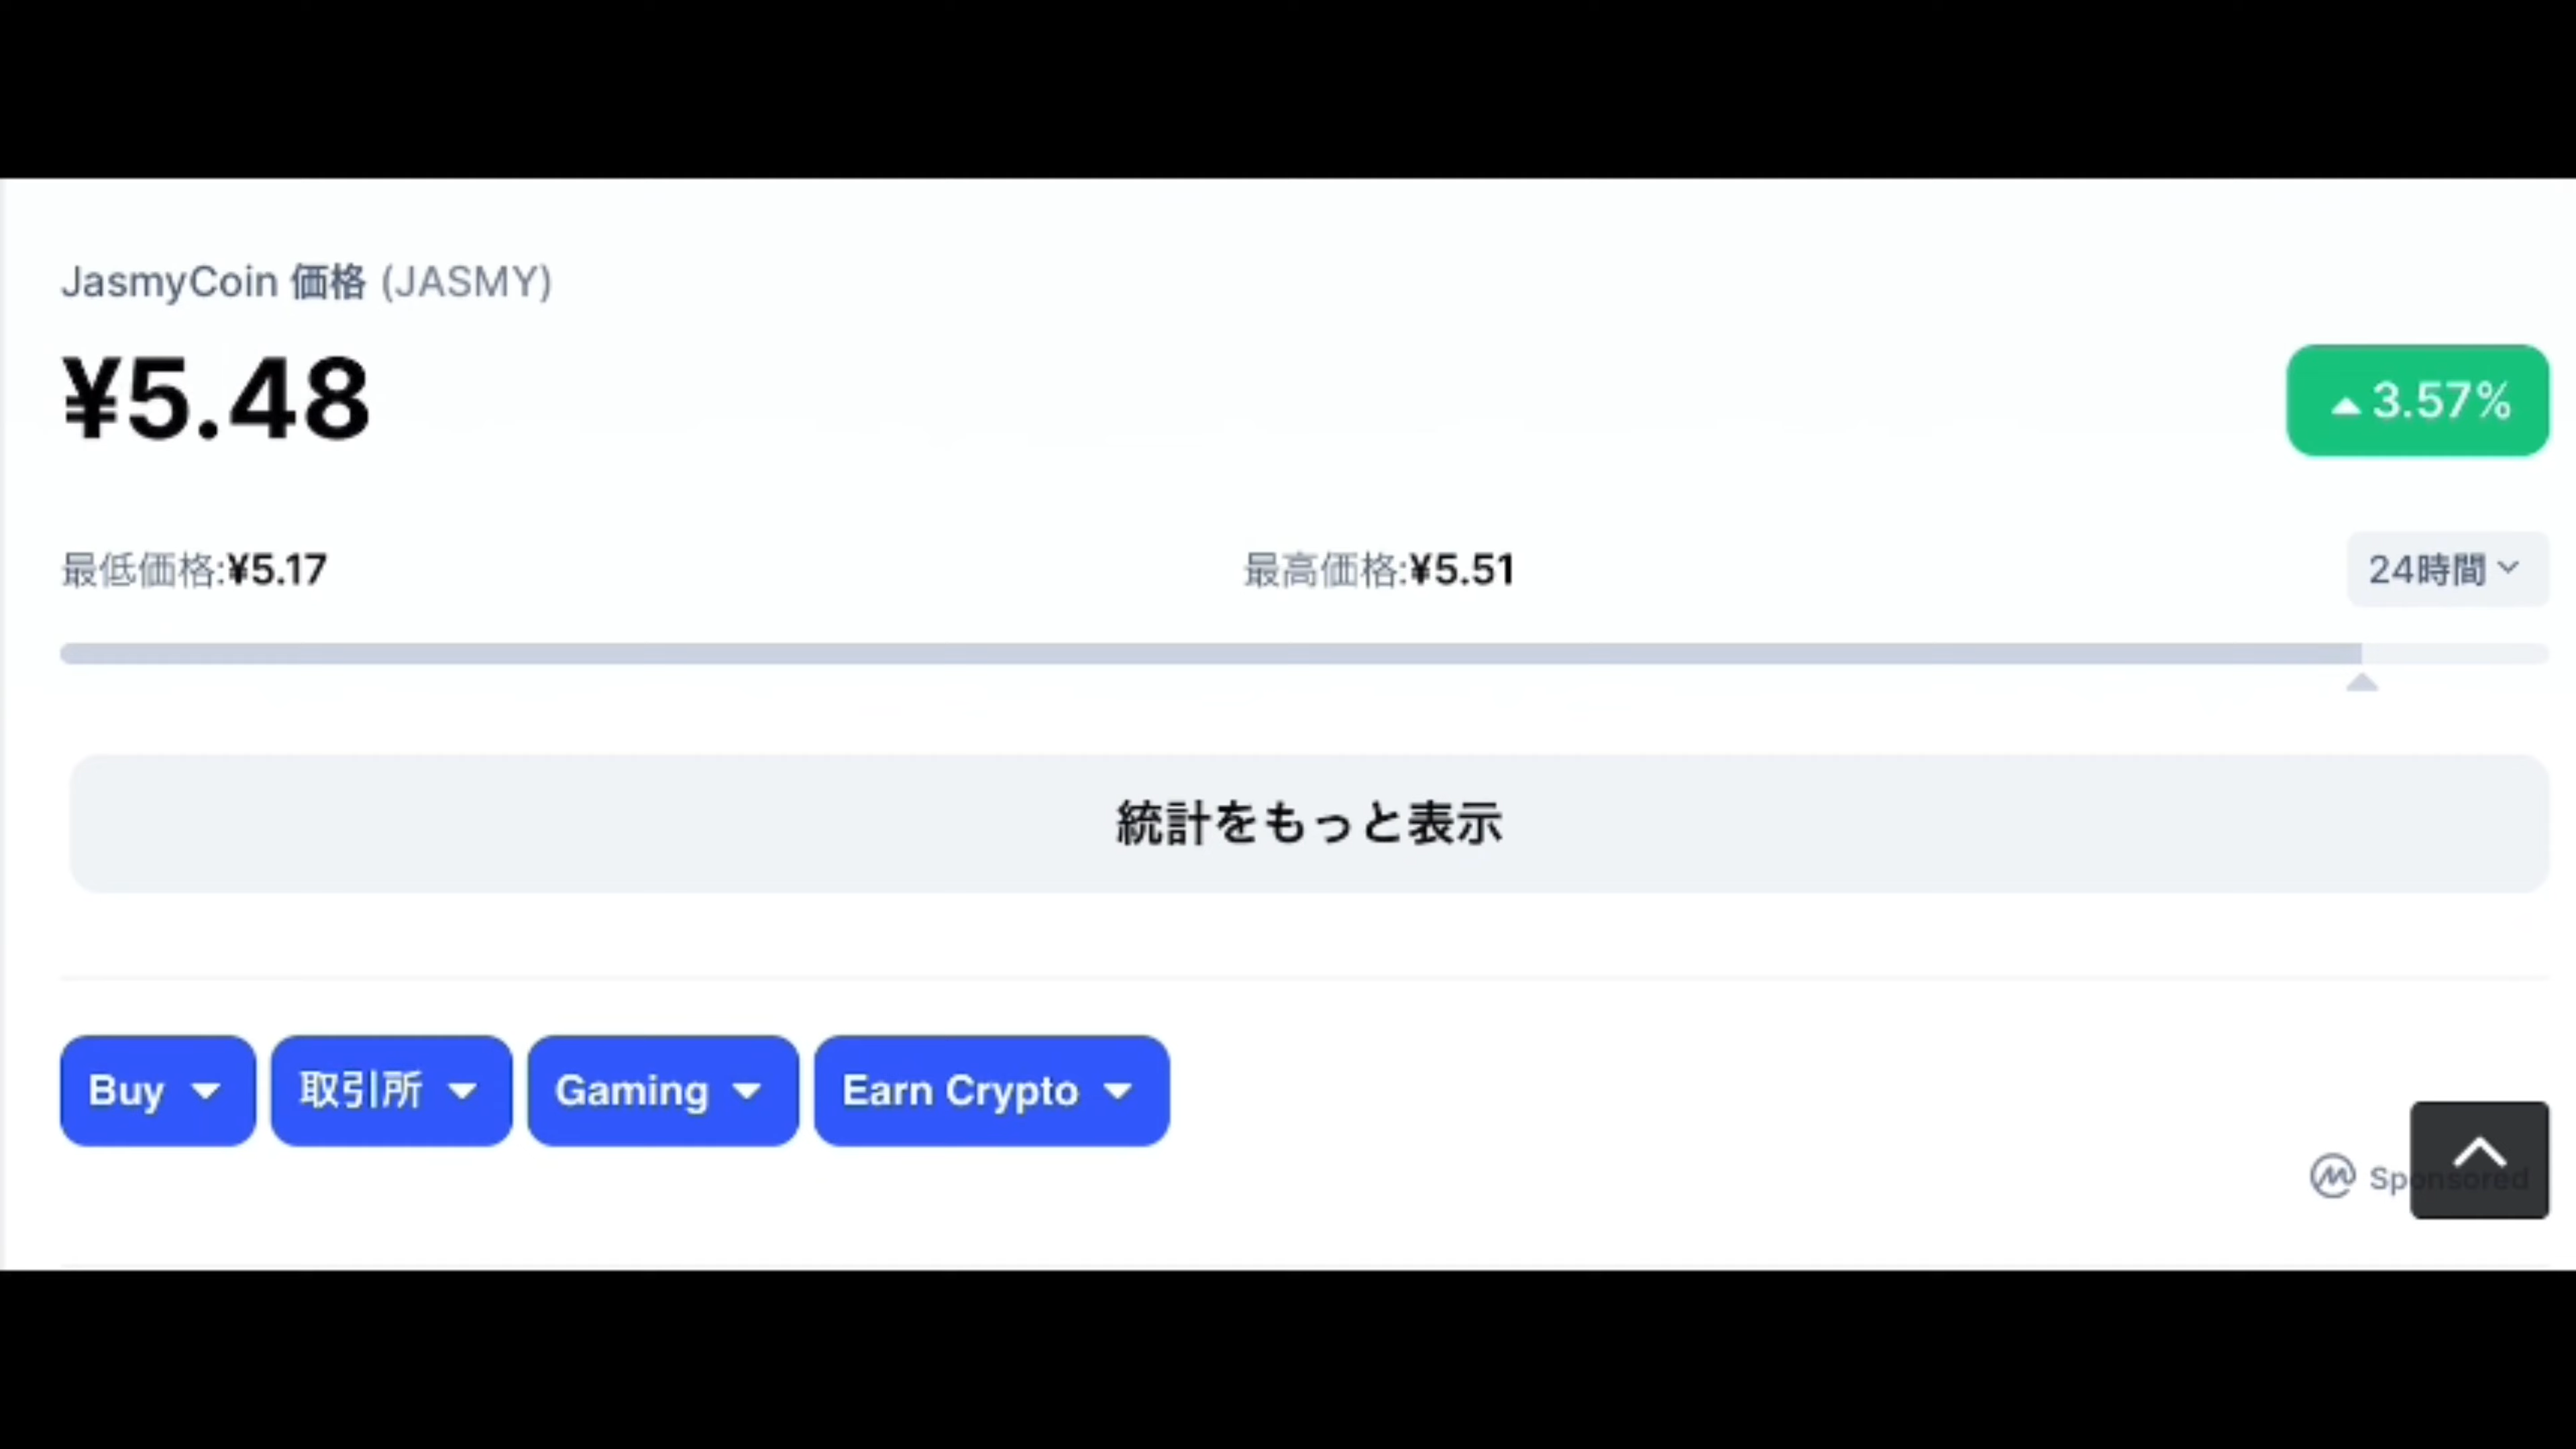 JasmyCoin 価格 (JASMY)
¥5.48
▲3.57%
最低価格:¥5.17
最高価格:¥5.51
24時間
統計をもっと表示
Buy
取引所
Gaming
Earn Crypto
Sponsored